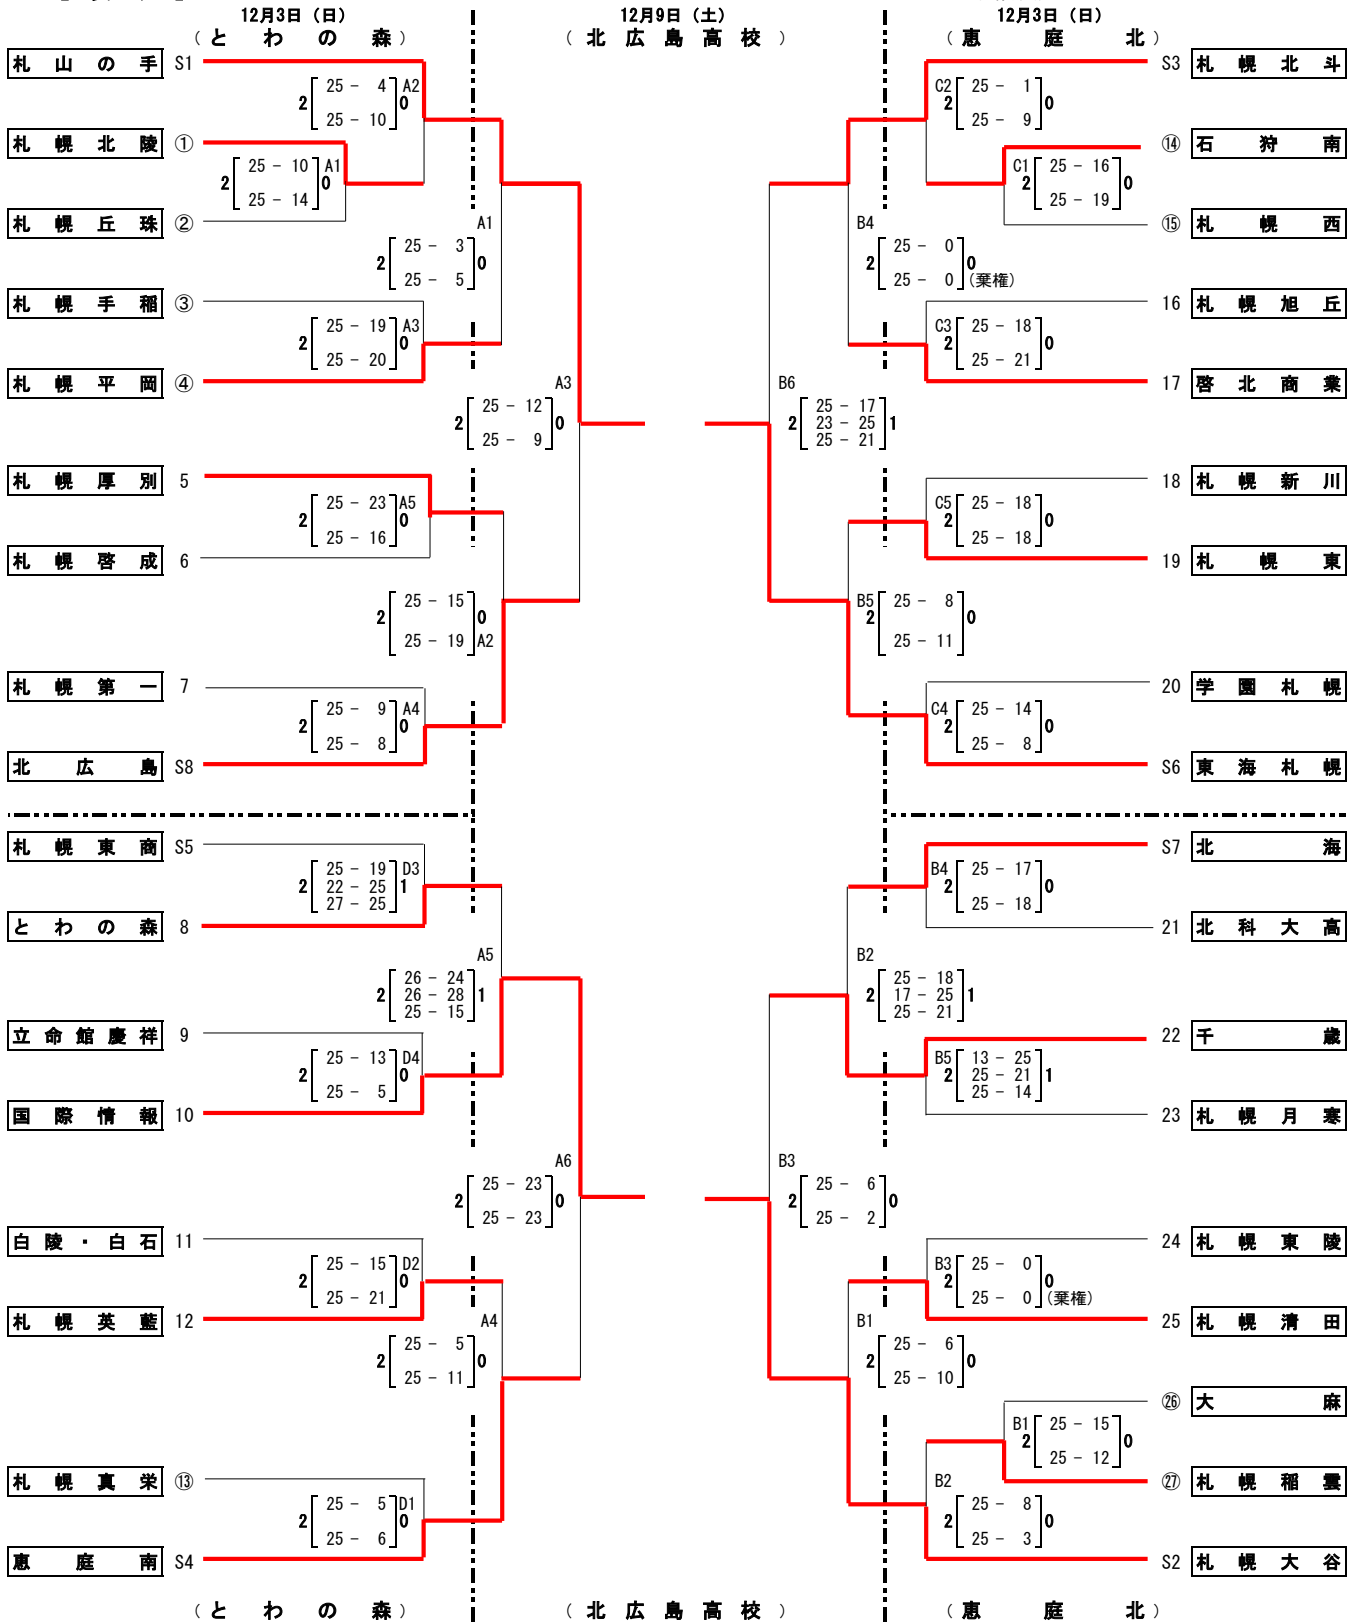 12月3日（日） 12月9日（土） 12月3日（日）
（ と わ の 森 ） （ 北 広 島 高 校 ） （ 恵 庭 北 ）
札 山 の 手 S1 S3 札 幌 北 斗
2 25 － 4 A2 0 C2 2 25 － 1 0
25 － 10 25 － 9
札 幌 北 陵 ① ⑭ 石 狩 南
2 25 － 10 A1 0 C1 2 25 － 16 0
25 － 14 25 － 19
札 幌 丘 珠 ② ⑮ 札 幌 西
A1 B4
2 25 － 3 0 2 25 － 0 0
25 － 5 25 － 0 （棄権）
札 幌 手 稲 ③ 16 札 幌 旭 丘
2 25 － 19 A3 0 C3 2 25 － 18 0
25 － 20 25 － 21
札 幌 平 岡 ④ 17 啓 北 商 業
A3 B6
2 25 － 12 0 2 25 － 17 1
23 － 25
25 － 9 25 － 21
札 幌 厚 別 5 18 札 幌 新 川
2 25 － 23 A5 0 C5 2 25 － 18 0
25 － 16 25 － 18
札 幌 啓 成 6 19 札 幌 東
2 25 － 15 0 B5 2 25 － 8 0
25 － 19 A2 25 － 11
札 幌 第 一 7 20 学 園 札 幌
2 25 － 9 A4 0 C4 2 25 － 14 0
25 － 8 25 － 8
北 広 島 S8 S6 東 海 札 幌
札 幌 東 商 S5 S7 北 海
2 25 － 19 D3 1 B4 2 25 － 17 0
22 － 25
27 － 25 25 － 18
と わ の 森 8 21 北 科 大 高
A5 B2
2 26 － 24 1 2 25 － 18 1
26 － 28 17 － 25
25 － 15 25 － 21
立 命 館 慶 祥 9 22 千 歳
2 25 － 13 D4 0 B5 2 13 － 25 1
25 － 21
25 － 5 25 － 14
国 際 情 報 10 23 札 幌 月 寒
A6 B3
2 25 － 23 0 2 25 － 6 0
25 － 23 25 － 2
白 陵 ・ 白 石 11 24 札 幌 東 陵
2 25 － 15 D2 0 B3 2 25 － 0 0
25 － 21 25 － 0 （棄権）
札 幌 英 藍 12 25 札 幌 清 田
A4 B1
2 25 － 5 0 2 25 － 6 0
25 － 11 25 － 10
㉖ 大 麻
B1 2 25 － 15 0
25 － 12
札 幌 真 栄 ⑬ ㉗ 札 幌 稲 雲
2 25 － 5 D1 0 B2 2 25 － 8 0
25 － 6 25 － 3
恵 庭 南 S4 S2 札 幌 大 谷
（ と わ の 森 ） （ 北 広 島 高 校 ） （ 恵 庭 北 ）